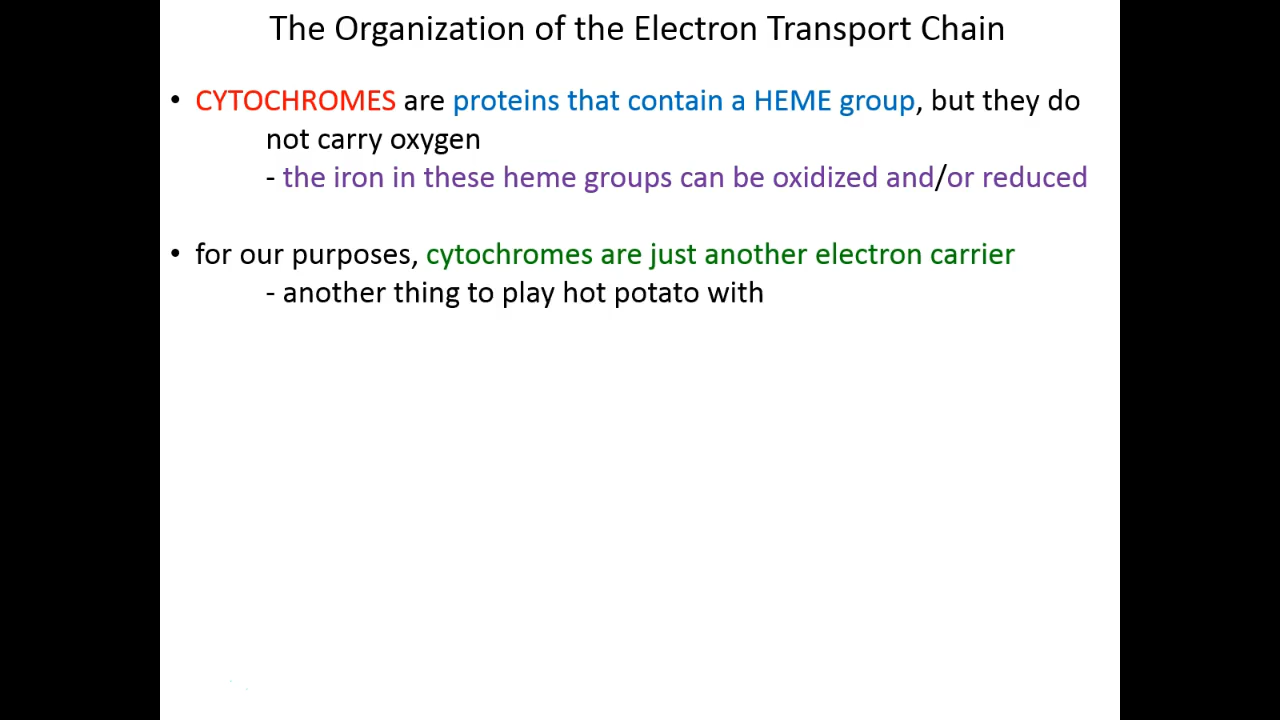 The Organization of the Electron Transport Chain
• CYTOCHROMES are proteins that contain a HEME group, but they do
not carry oxygen
- the iron in these heme groups can be oxidized and/or reduced
• for our purposes, cytochromes are just another electron carrier
- another thing to play hot potato with